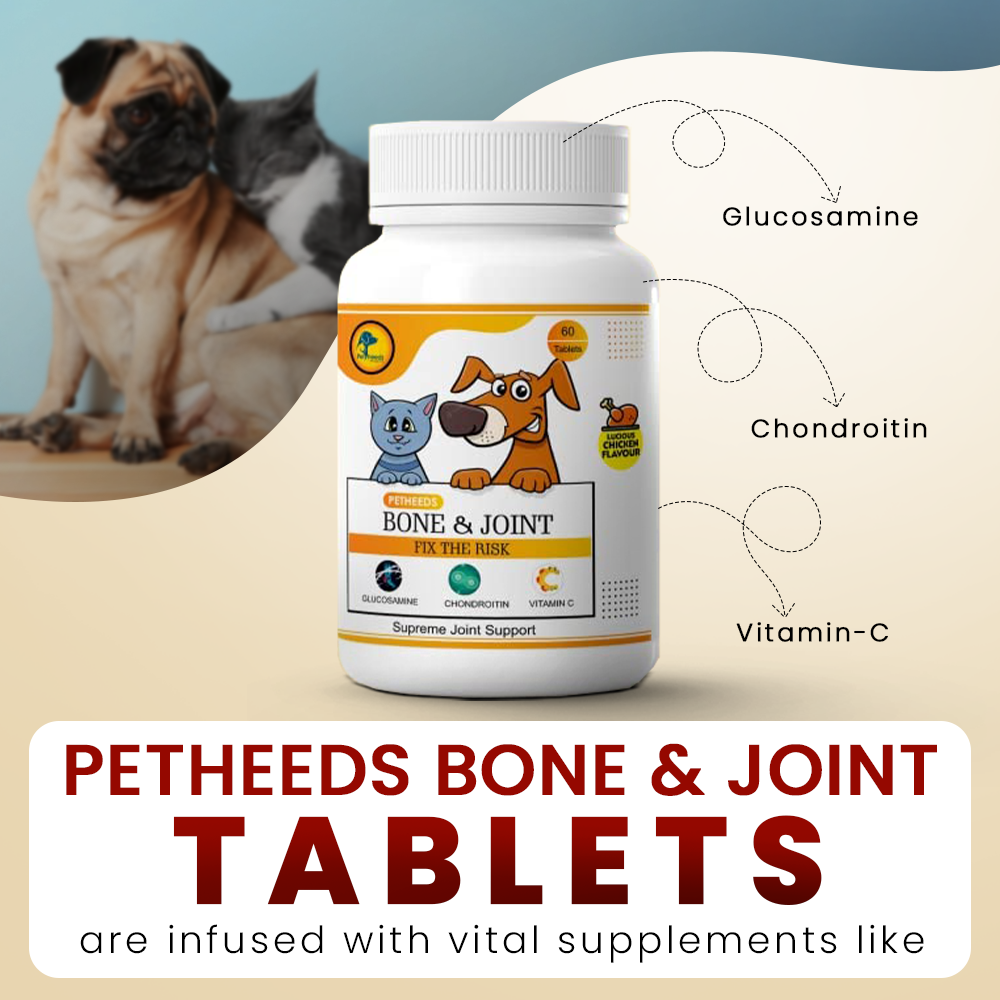 Glucosamine
Chondroitin
Vitamin-C
Petheeds
60
Tablets
LUCIOUS
CHICKEN
FLAVOUR
PETHEEDS
BONE & JOINT
FIX THE RISK
GLUCOSAMINE
CHONDROITIN
VITAMIN C
Supreme Joint Support
PETHEEDS BONE & JOINT
TABLETS
are infused with vital supplements like